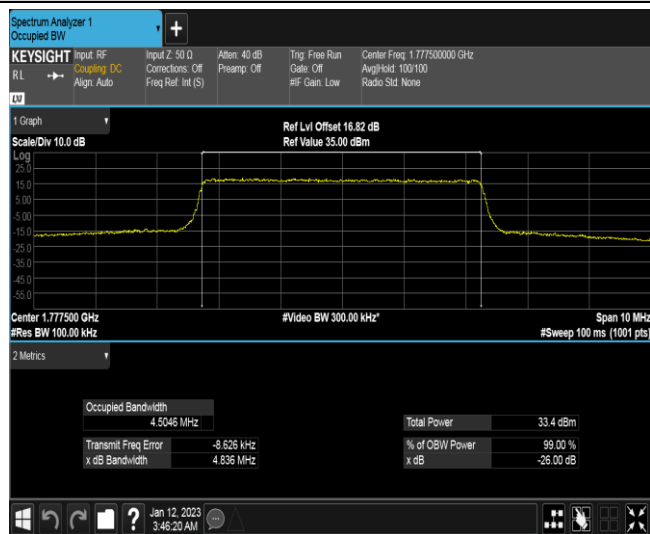 Spectrum Analyzer 1
Occupied BW
+
KEYSIGHT
RL
LXI
Input: RF
Coupling: DC
Align: Auto
Input Z: 50 Ω
Corrections: Off
Freq Ref: Int (S)
Atten: 40 dB
Preamp: Off
Trig: Free Run
Gate: Off
#IF Gain: Low
Center Freq: 1.777500000 GHz
Avg|Hold: 100/100
Radio Std: None
1 Graph
Scale/Div 10.0 dB
Ref Lvl Offset 16.82 dB
Ref Value 35.00 dBm
Log
25.0
15.0
5.00
-5.00
-15.0
-25.0
-35.0
-45.0
-55.0
Center 1.777500 GHz
#Res BW 100.00 kHz
#Video BW 300.00 kHz*
Span 10 MHz
#Sweep 100 ms (1001 pts)
2 Metrics
Occupied Bandwidth
4.5046 MHz
Transmit Freq Error -8.626 kHz
x dB Bandwidth 4.836 MHz
Total Power 33.4 dBm
% of OBW Power 99.00 %
x dB -26.00 dB
?
Jan 12, 2023
3:46:20 AM